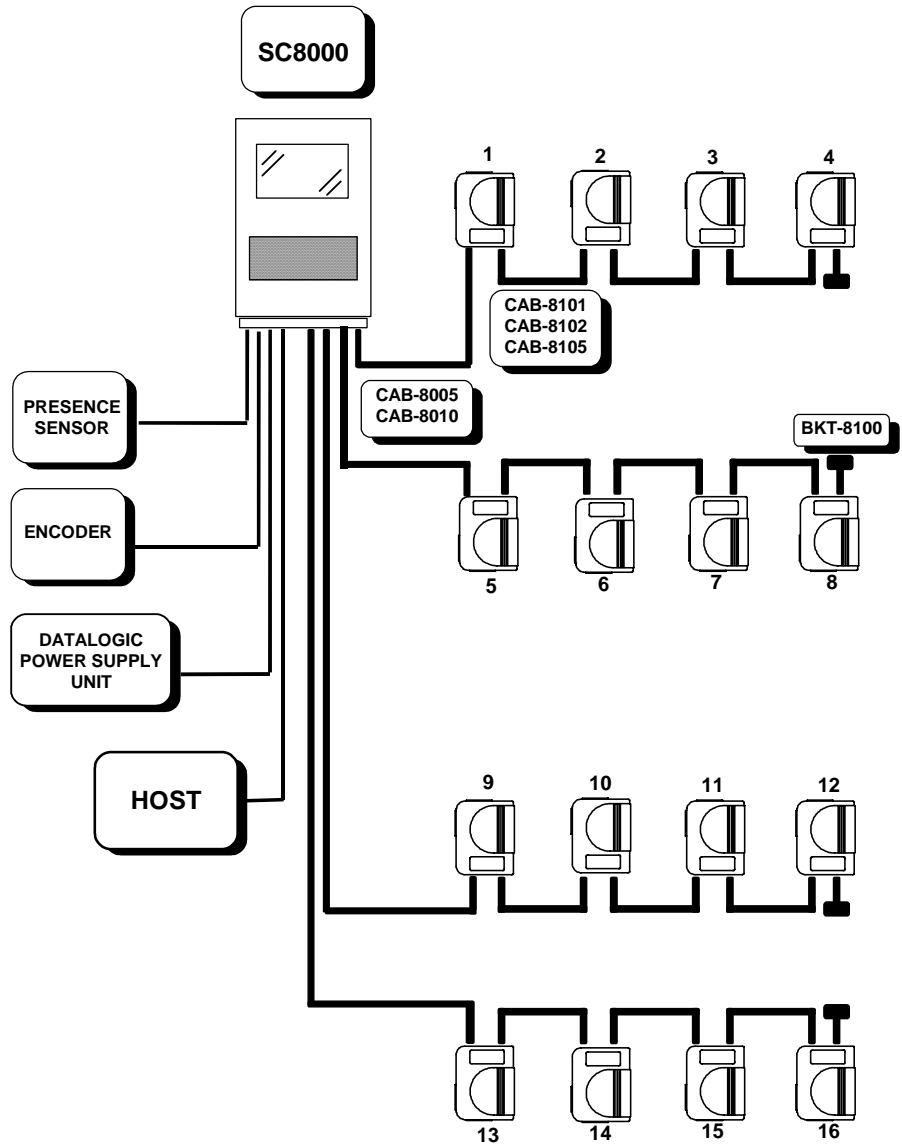 SC8000
1 2 3 4
CAB-8101
CAB-8102
CAB-8105
PRESENCE
SENSOR
CAB-8005
CAB-8010
BKT-8100
ENCODER
5 6 7 8
DATALOGIC
POWER SUPPLY
UNIT
HOST
9 10 11 12
13 14 15 16